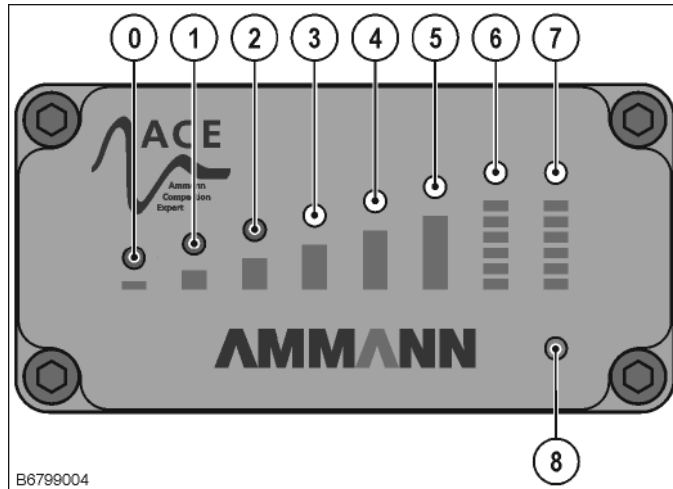 0 1 2 3 4 5 6 7
ACE
Ammann
Compaction
Expert
AMMANN
8
B6799004